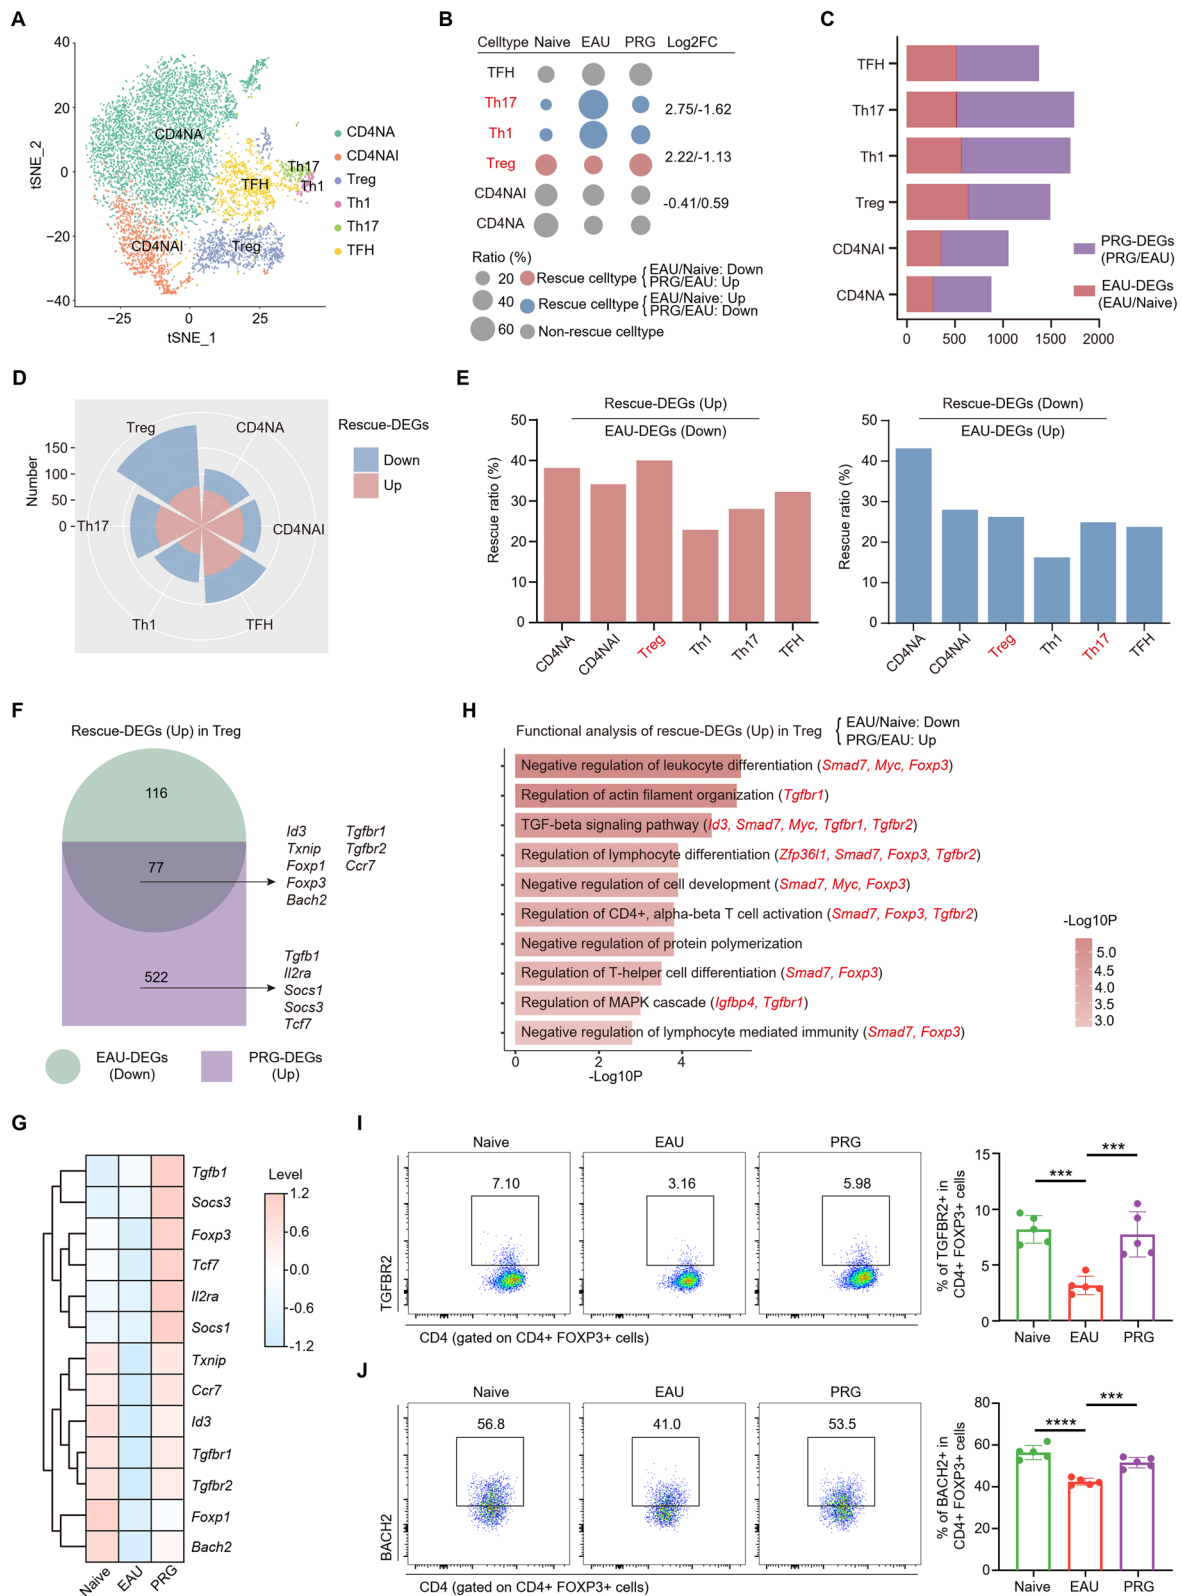 A
40
20
0
−20
−40
tSNE_2
−25
0
25
tSNE_1
CD4NA
CD4NAI
TFH
Treg
Th17
Th1
CD4NA
CD4NAI
Treg
Th1
Th17
TFH
B
Celltype Naive EAU PRG Log2FC
TFH
Th17
2.75/-1.62
Th1
2.22/-1.13
Treg
-0.41/0.59
CD4NAI
CD4NA
Ratio (%)
20
40
60
Rescue celltype { EAU/Naive: Down
PRG/EAU: Up
Rescue celltype { EAU/Naive: Up
PRG/EAU: Down
Non-rescue celltype
C
TFH
Th17
Th1
Treg
CD4NAI
CD4NA
0 500 1000 1500 2000
PRG-DEGs
(PRG/EAU)
EAU-DEGs
(EAU/Naive)
D
Number
150
100
50
0
Treg
CD4NA
Th17
CD4NAI
Th1
TFH
Rescue-DEGs
Down
Up
E
Rescue-DEGs (Up)
EAU-DEGs (Down)
Rescue ratio (%)
50
40
30
20
10
0
CD4NA
CD4NAI
Treg
Th1
Th17
TFH
Rescue-DEGs (Down)
EAU-DEGs (Up)
Rescue ratio (%)
50
40
30
20
10
0
CD4NA
CD4NAI
Treg
Th1
Th17
TFH
F
Rescue-DEGs (Up) in Treg
116
77
522
Id3 Tgfbr1
Txnip Tgfbr2
Foxp1 Ccr7
Foxp3
Bach2
Tgfb1
Il2ra
Socs1
Socs3
Tcf7
EAU-DEGs
(Down)
PRG-DEGs
(Up)
H
Functional analysis of rescue-DEGs (Up) in Treg { EAU/Naive: Down
PRG/EAU: Up
Negative regulation of leukocyte differentiation (Smad7, Myc, Foxp3)
Regulation of actin filament organization (Tgfbr1)
TGF-beta signaling pathway (Id3, Smad7, Myc, Tgfbr1, Tgfbr2)
Regulation of lymphocyte differentiation (Zfp36l1, Smad7, Foxp3, Tgfbr2)
Negative regulation of cell development (Smad7, Myc, Foxp3)
Regulation of CD4+, alpha-beta T cell activation (Smad7, Foxp3, Tgfbr2)
Negative regulation of protein polymerization
Regulation of T-helper cell differentiation (Smad7, Foxp3)
Regulation of MAPK cascade (Igfbp4, Tgfbr1)
Negative regulation of lymphocyte mediated immunity (Smad7, Foxp3)
0 2 4
-Log10P
-Log10P
5.0
4.5
4.0
3.0
G
Tgfb1
Socs3
Foxp3
Tcf7
Il2ra
Socs1
Txnip
Ccr7
Id3
Tgfbr1
Tgfbr2
Foxp1
Bach2
Naive EAU PRG
Level
1.2
0.6
0.0
-0.6
-1.2
I
Naive EAU PRG
7.10
3.16
5.98
TGFBR2
CD4 (gated on CD4+ FOXP3+ cells)
% of TGFBR2+ in
CD4+ FOXP3+ cells
15
10
5
0
***
***
Naive EAU PRG
J
Naive EAU PRG
56.8
41.0
53.5
BACH2
CD4 (gated on CD4+ FOXP3+ cells)
% of BACH2+ in
CD4+ FOXP3+ cells
80
60
40
20
0
****
***
Naive EAU PRG